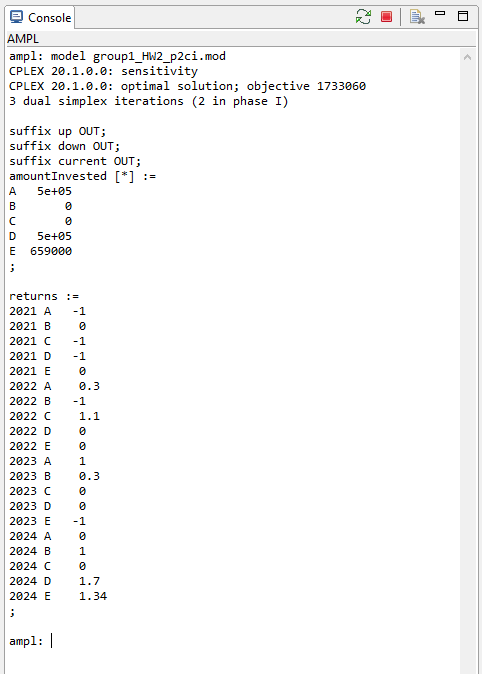 Console
AMPL
ampl: model group1_HW2_p2ci.mod
CPLEX 20.1.0.0: sensitivity
CPLEX 20.1.0.0: optimal solution; objective 1733060
3 dual simplex iterations (2 in phase I)
suffix up OUT;
suffix down OUT;
suffix current OUT;
amountInvested [*] :=
A 5e+05
B 0
C 0
D 5e+05
E 659000
;
returns :=
2021 A -1
2021 B 0
2021 C -1
2021 D -1
2021 E 0
2022 A 0.3
2022 B -1
2022 C 1.1
2022 D 0
2022 E 0
2023 A 1
2023 B 0.3
2023 C 0
2023 D 0
2023 E -1
2024 A 0
2024 B 1
2024 C 0
2024 D 1.7
2024 E 1.34
;
ampl: